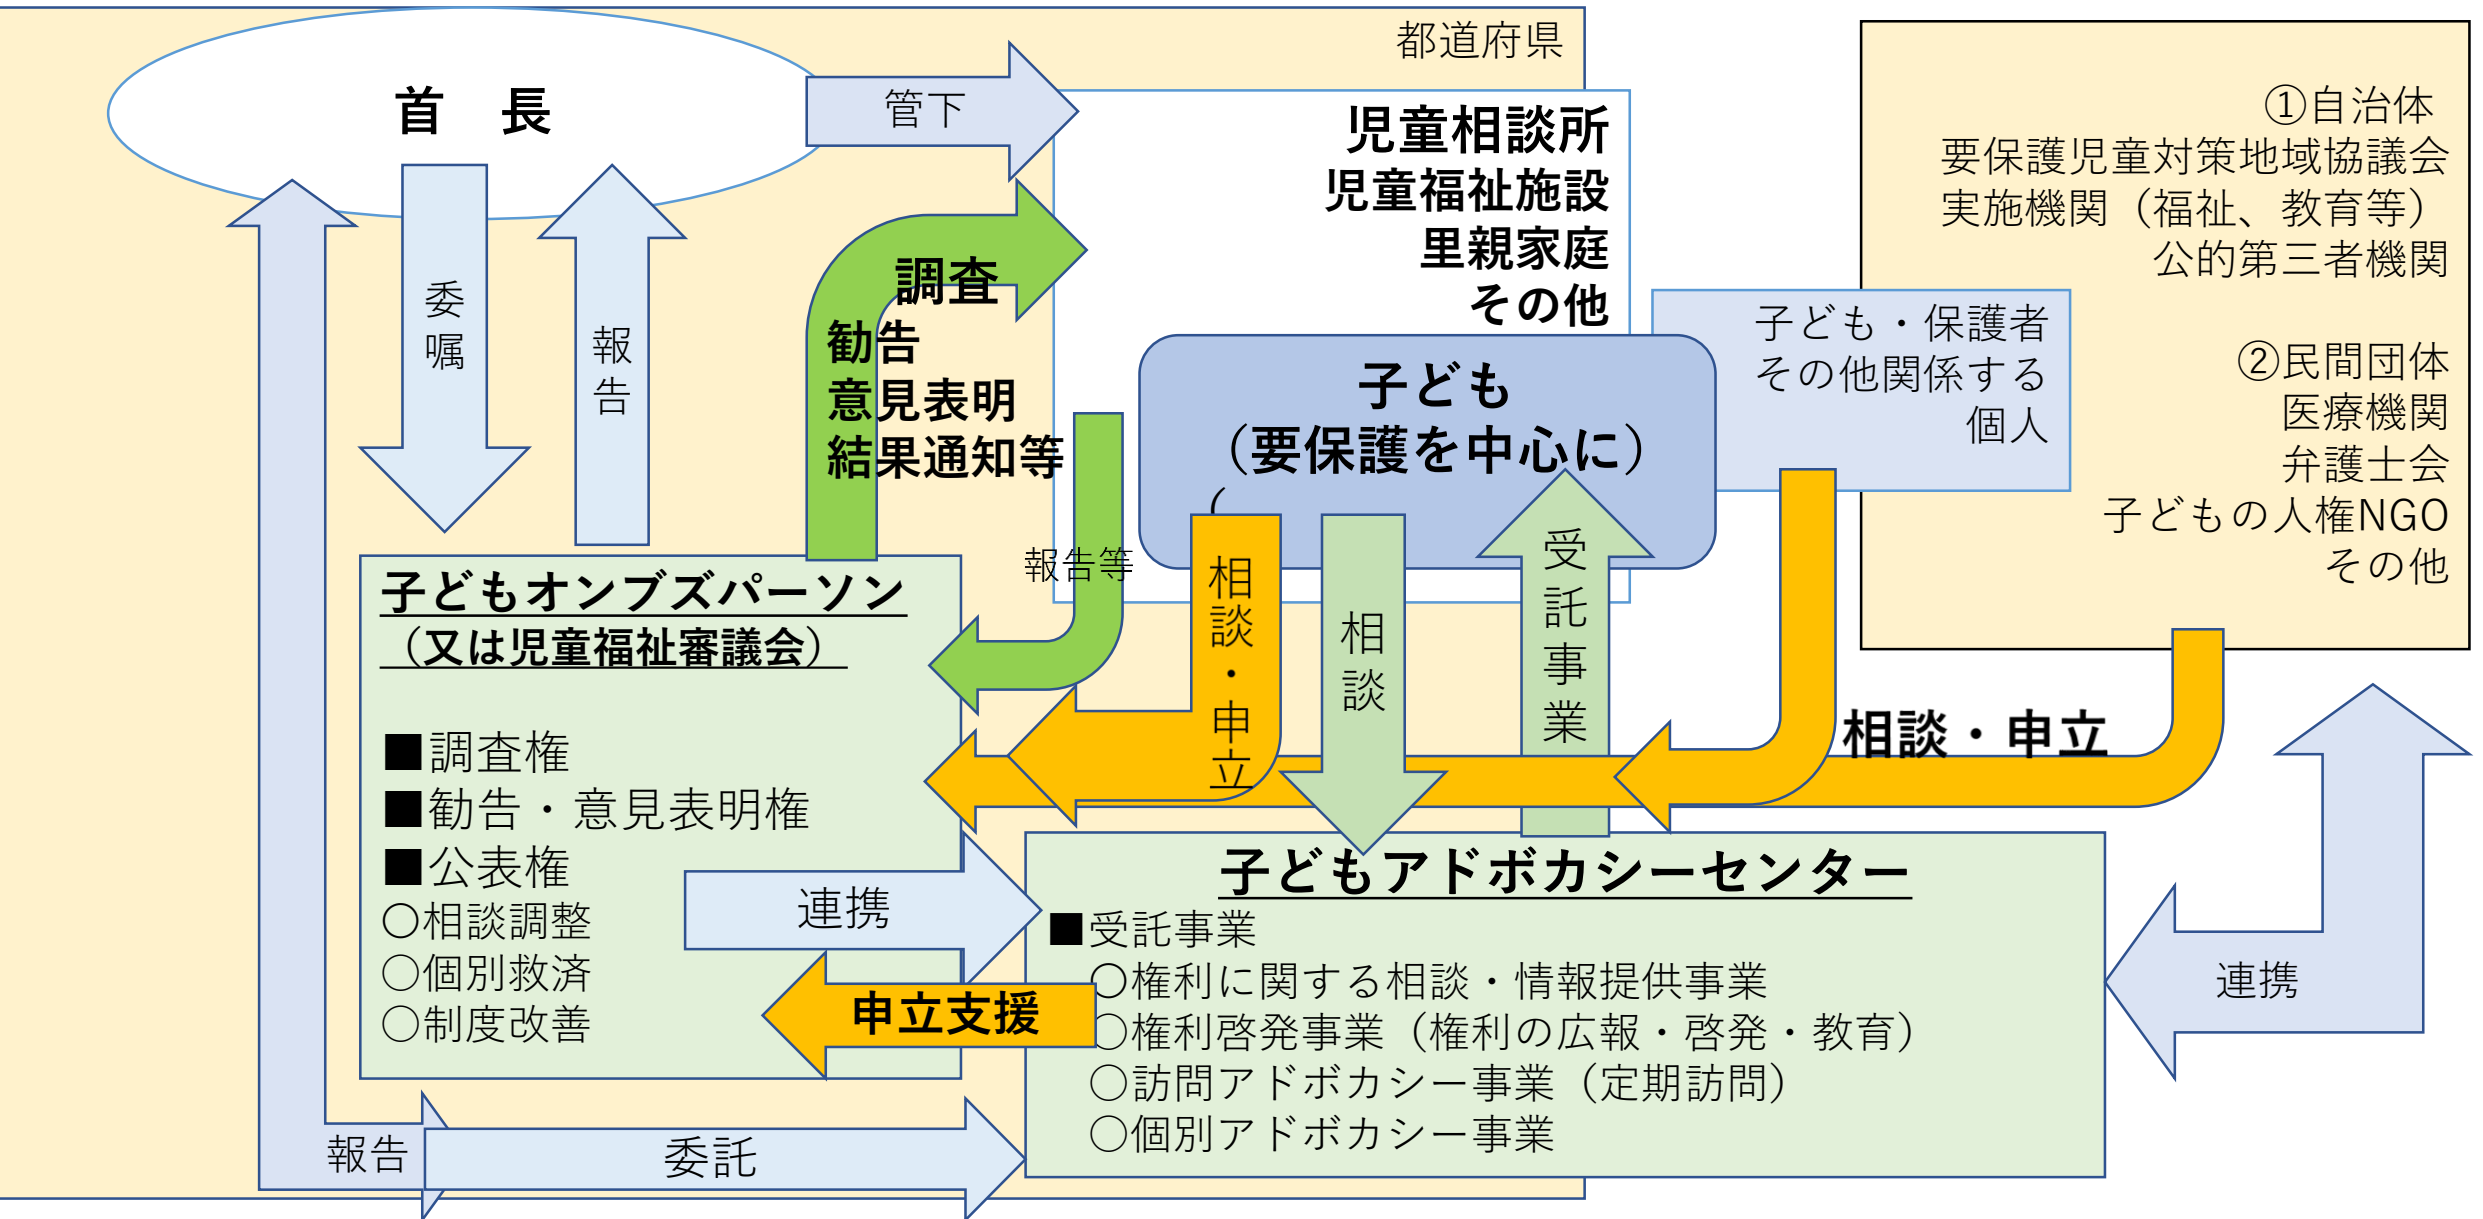 都道府県
首　長
管下
委嘱
報告
調査
勧告
意見表明
結果通知等
児童相談所
児童福祉施設
里親家庭
その他
子ども
（要保護を中心に）
（
子ども・保護者
その他関係する
個人
①自治体
要保護児童対策地域協議会
実施機関（福祉、教育等）
公的第三者機関
②民間団体
医療機関
弁護士会
子どもの人権NGO
その他
報告等
相談・申立
相談
受託事業
相談・申立
子どもオンブズパーソン
（又は児童福祉審議会）
■調査権
■勧告・意見表明権
■公表権
○相談調整
○個別救済
○制度改善
連携
申立支援
子どもアドボカシーセンター
■受託事業
○権利に関する相談・情報提供事業
○権利啓発事業（権利の広報・啓発・教育）
○訪問アドボカシー事業（定期訪問）
○個別アドボカシー事業
連携
報告
委託